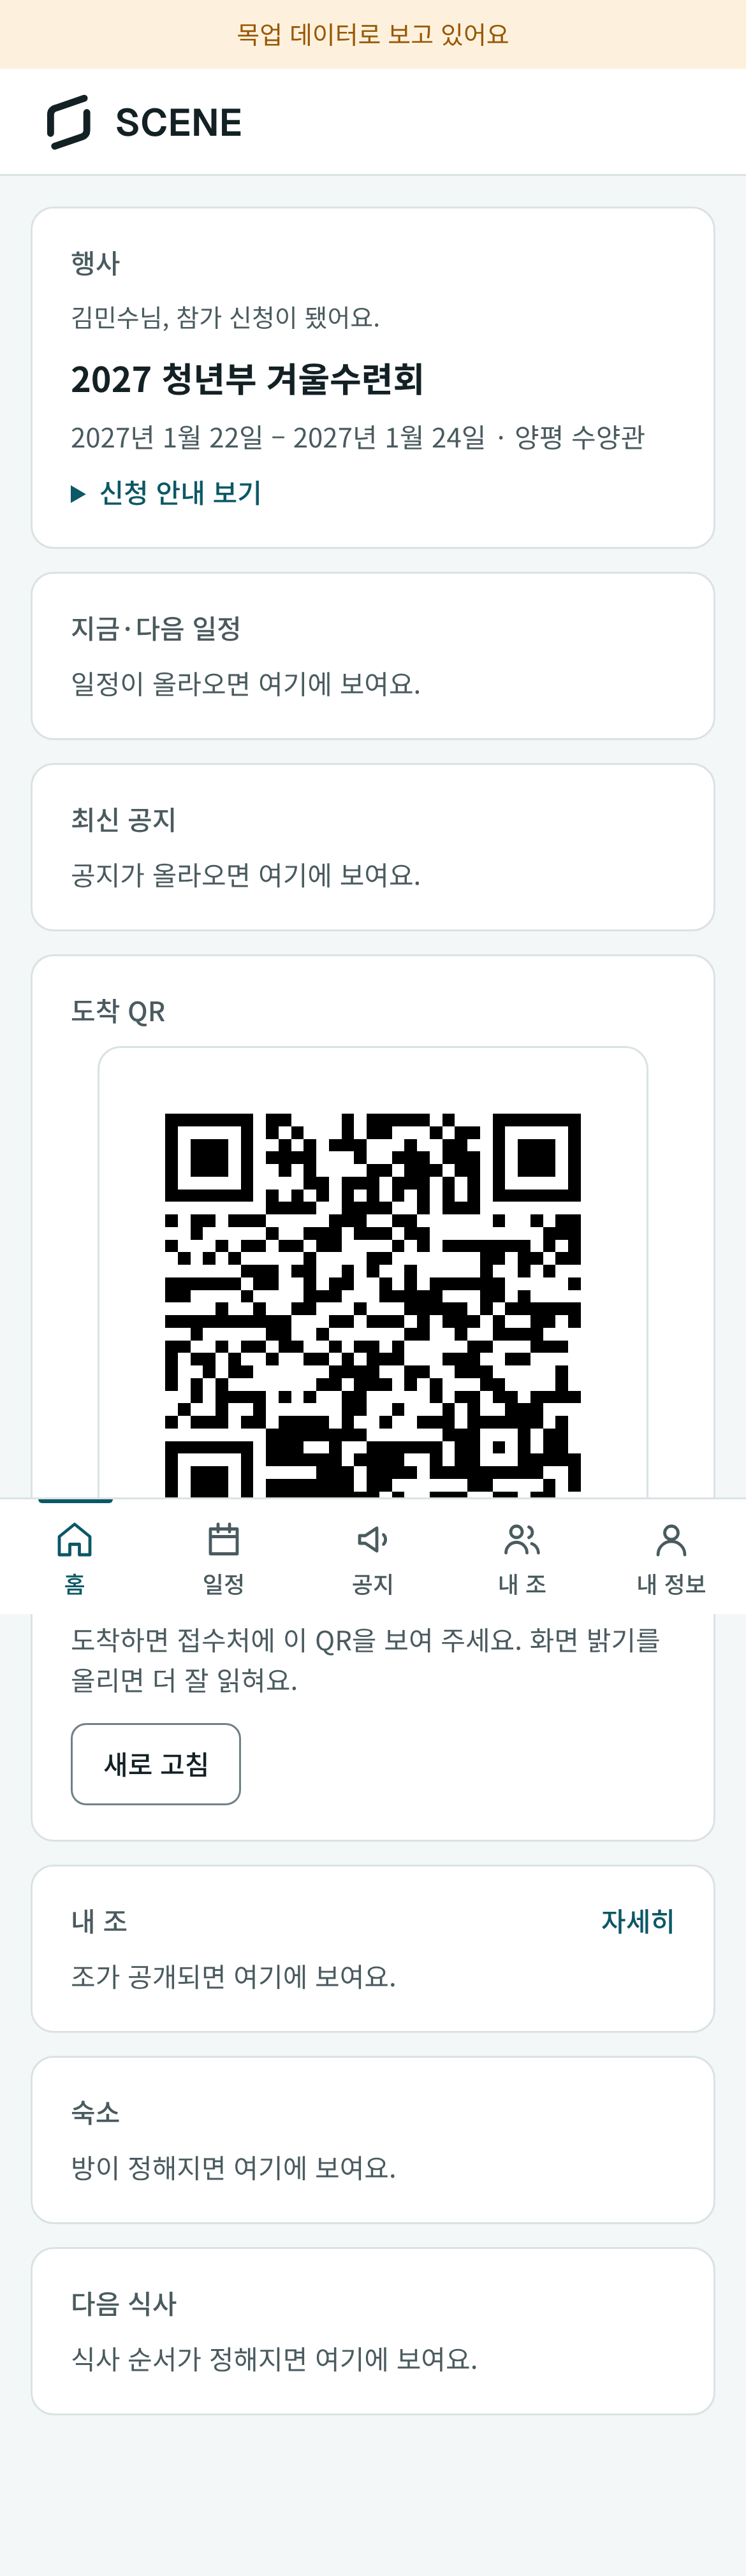 목업 데이터로 보고 있어요
SCENE
행사
김민수님, 참가 신청이 됐어요.
2027 청년부 겨울수련회
2027년 1월 22일 – 2027년 1월 24일 · 양평 수양관
▶ 신청 안내 보기
지금·다음 일정
일정이 올라오면 여기에 보여요.
최신 공지
공지가 올라오면 여기에 보여요.
도착 QR
홈
일정
공지
내 조
내 정보
도착하면 접수처에 이 QR을 보여 주세요. 화면 밝기를
올리면 더 잘 읽혀요.
새로 고침
내 조
자세히
조가 공개되면 여기에 보여요.
숙소
방이 정해지면 여기에 보여요.
다음 식사
식사 순서가 정해지면 여기에 보여요.